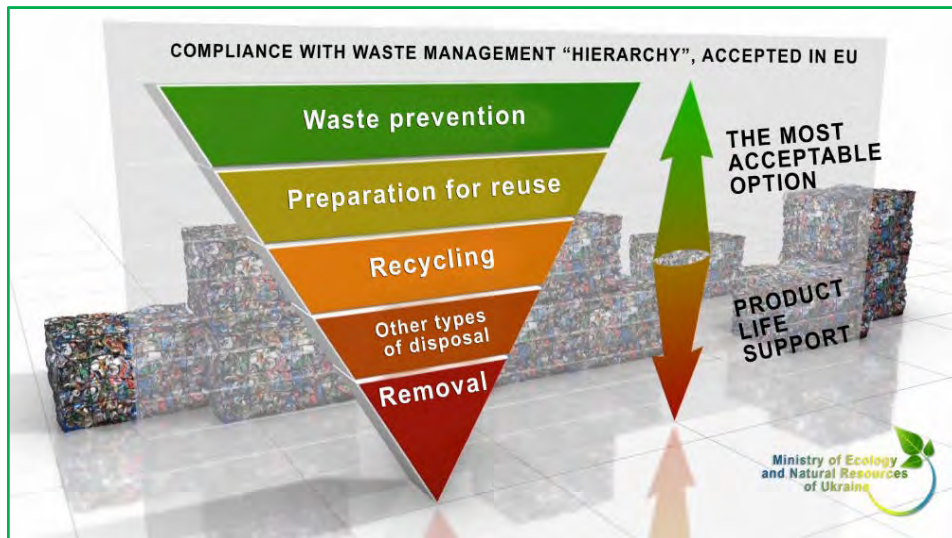 COMPLIANCE WITH WASTE MANAGEMENT “HIERARCHY”, ACCEPTED IN EU
Waste prevention
Preparation for reuse
Recycling
Other types
of disposal
Removal
THE MOST
ACCEPTABLE
OPTION
PRODUCT
LIFE
SUPPORT
Ministry of Ecology
and Natural Resources
of Ukraine